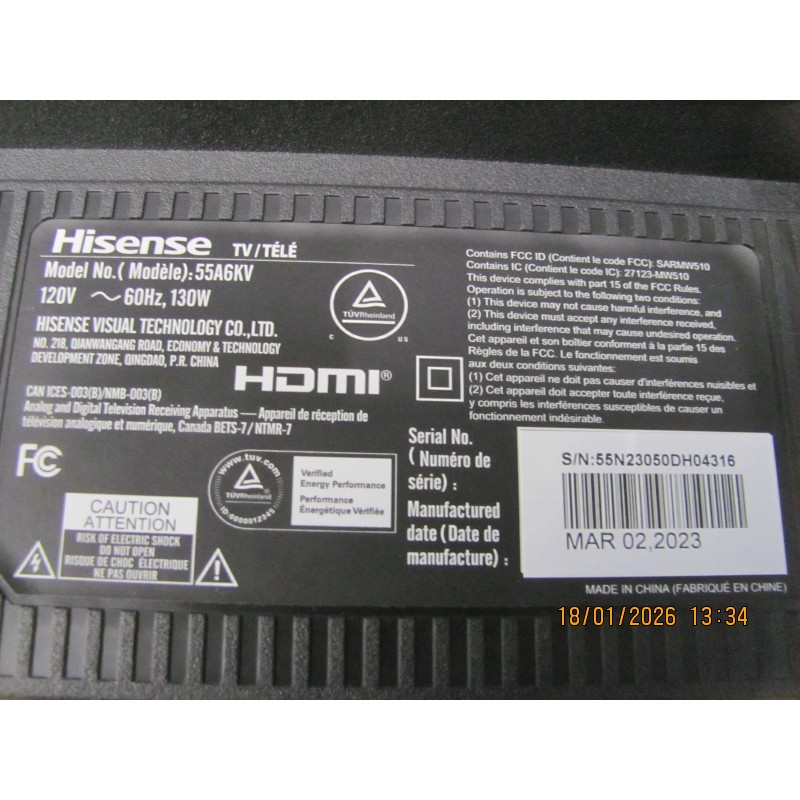 Hisense TV/TÉLÉ
Model No.( Modèle): 55A6KV
120V ～ 60Hz, 130W
TÜVRheinland
C US
HISENSE VISUAL TECHNOLOGY CO.,LTD.
NO. 218, QIANWANGANG ROAD, ECONOMY & TECHNOLOGY
DEVELOPMENT ZONE, QINGDAO, P.R. CHINA
HDMI®
CAN ICES-003(B)/NMB-003(B)
Analog and Digital Television Receiving Apparatus — Appareil de réception de
télévision analogique et numérique, Canada BETS-7/ NTMR-7
FC
www.tuv.com
TÜVRheinland
ID:0000012345
Verified
Energy Performance
Performance
Énergétique Vérifiée
CAUTION
ATTENTION
RISK OF ELECTRIC SHOCK
DO NOT OPEN
RISQUE DE CHOC ÉLECTRIQUE
NE PAS OUVRIR
Contains FCC ID (Contient le code FCC): SARMW510
Contains IC (Contient le code IC): 27123-MW510
This device complies with part 15 of the FCC Rules.
Operation is subject to the following two conditions:
(1) This device may not cause harmful interference, and
(2) This device must accept any interference received,
including interference that may cause undesired operation.
Cet appareil et son boîtier conforment à la partie 15 des
Règles de la FCC. Le fonctionnement est soumis
aux deux conditions suivantes:
(1) Cet appareil ne doit pas causer d'interférences nuisibles et
(2) Cet appareil doit accepter toute interférence reçue,
y compris les interférences susceptibles de causer un
fonctionnement indésirable.
Serial No.
( Numéro de
série) :
S/N:55N23050DH04316
Manufactured
date (Date de
manufacture) :
MAR 02,2023
MADE IN CHINA (FABRIQUÉ EN CHINE)
18/01/2026 13:34